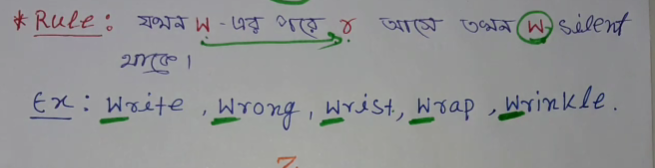 * Rule: যখন w - এর পরে r আসে তখন w silent
থাকে।
Ex: Write, Wrong, Wrist, Wrap, Wrinkle.